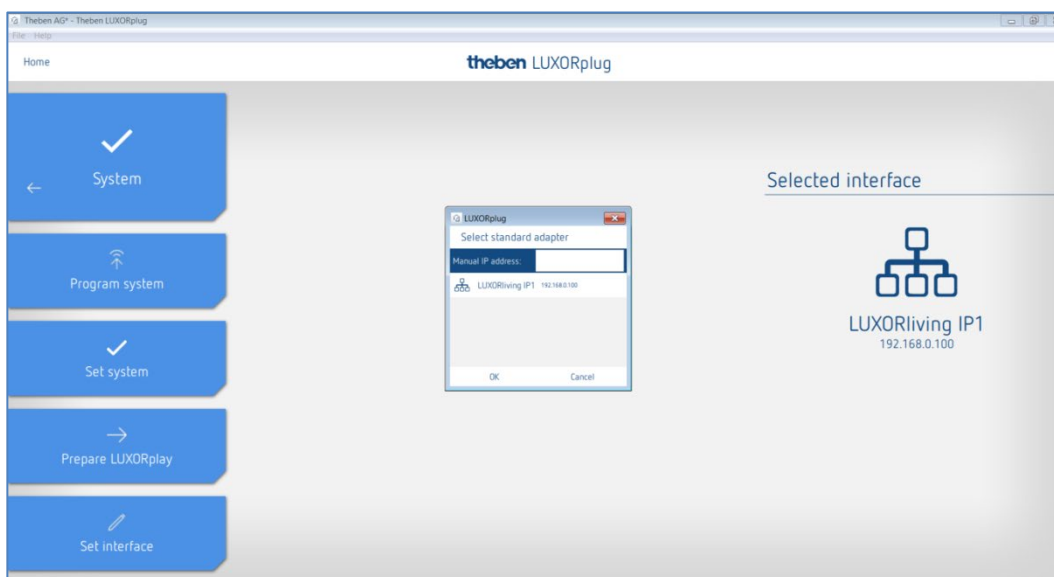 Theben AG* - Theben LUXORplug
File Help
Home
theben LUXORplug
System
Program system
Set system
Prepare LUXORplay
Set interface
LUXORplug
Select standard adapter
Manual IP address:
LUXORliving IP1 192.168.0.100
OK Cancel
Selected interface
LUXORliving IP1
192.168.0.100